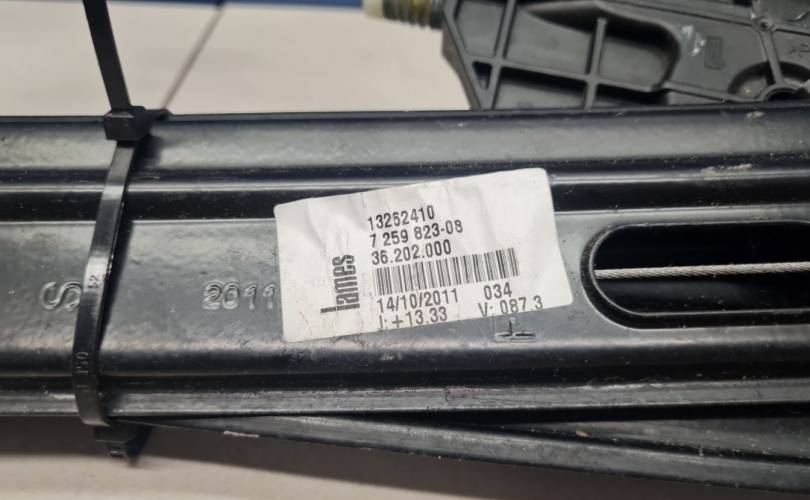 13262410
7 259 823-08
36.202.000
lames
14/10/2011 034
I: +13.33 V: 087.3
2011
S